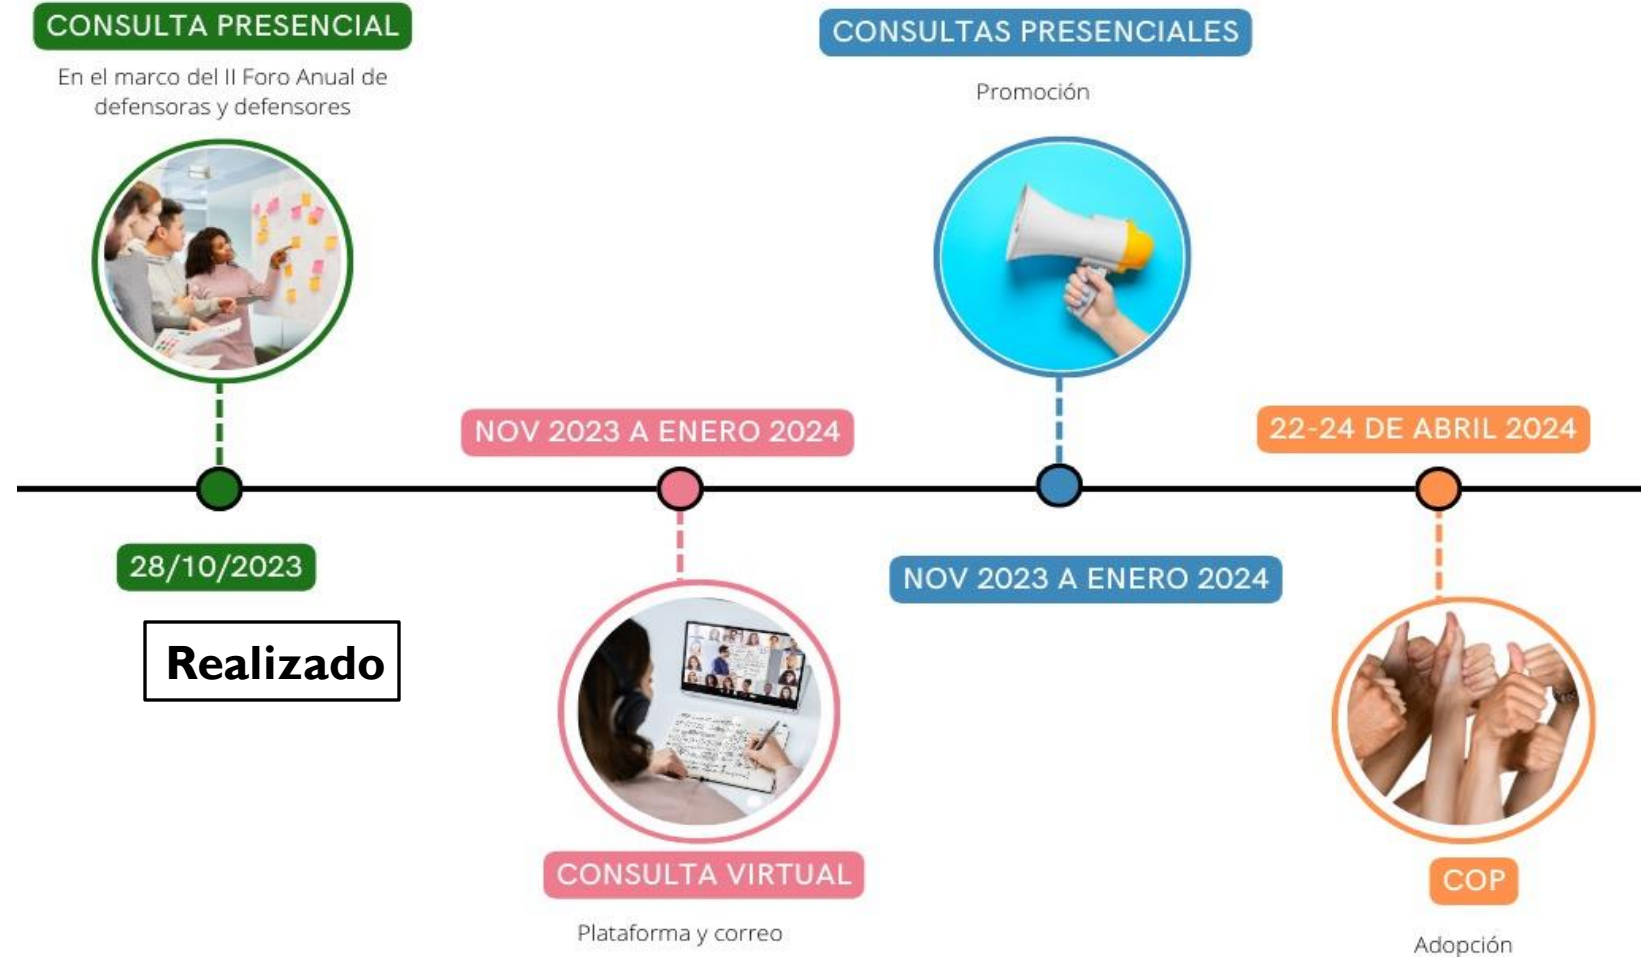 CONSULTA PRESENCIAL
En el marco del II Foro Anual de
defensoras y defensores
28/10/2023
Realizado
NOV 2023 A ENERO 2024
CONSULTA VIRTUAL
Plataforma y correo
CONSULTAS PRESENCIALES
Promoción
NOV 2023 A ENERO 2024
22-24 DE ABRIL 2024
COP
Adopción